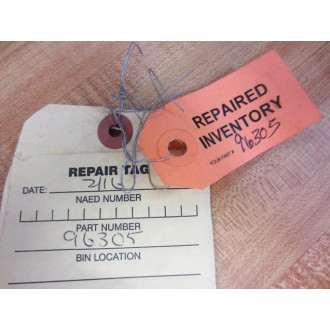 REPAIRED
INVENTORY
YOUR PART # 96305
REPAIR TAG
DATE: 2/16
NAED NUMBER
PART NUMBER
96305
BIN LOCATION